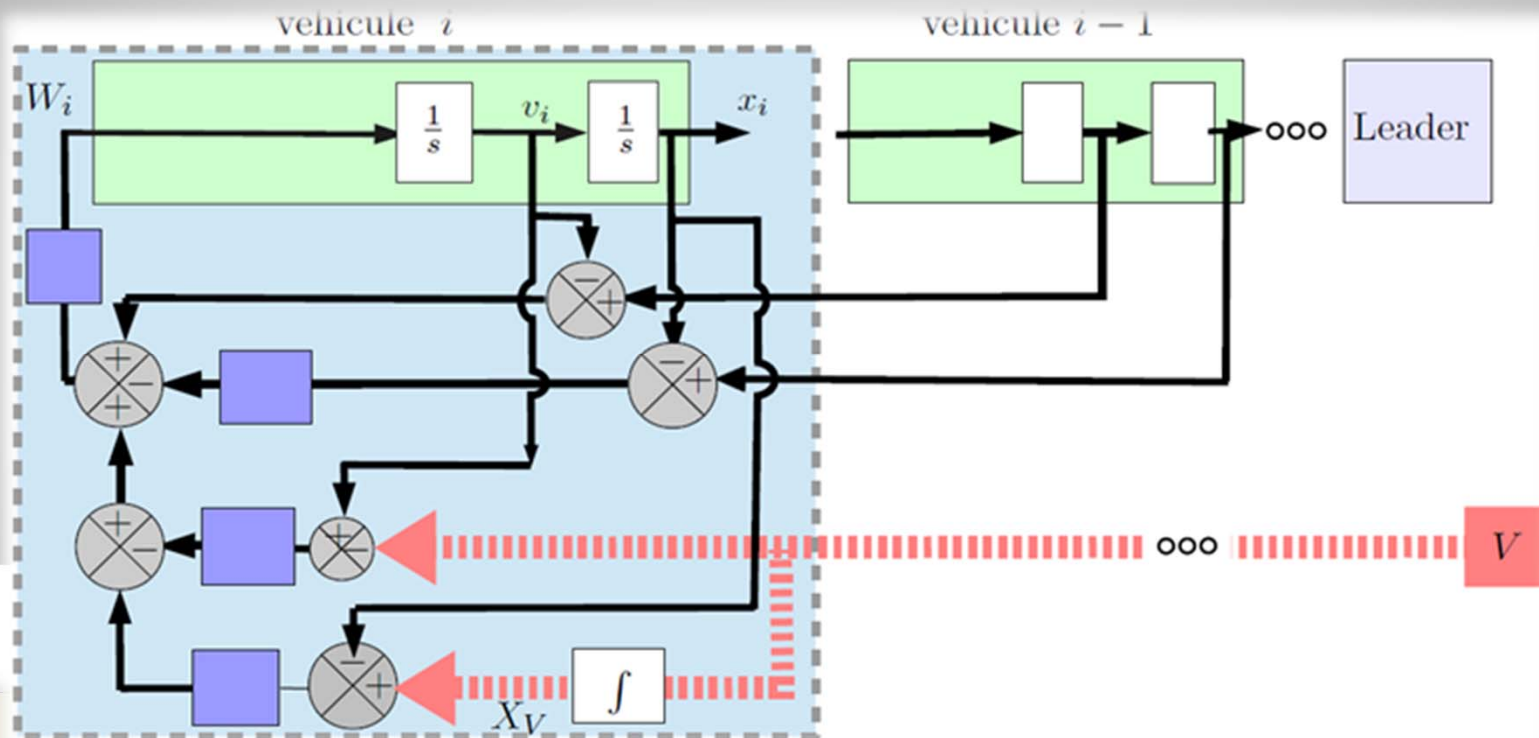 vehicule i
vehicule i − 1
W_i
1/s
v_i
1/s
x_i
Leader
− +
+ − +
− +
+ −
+ −
V
− +
∫
X_V